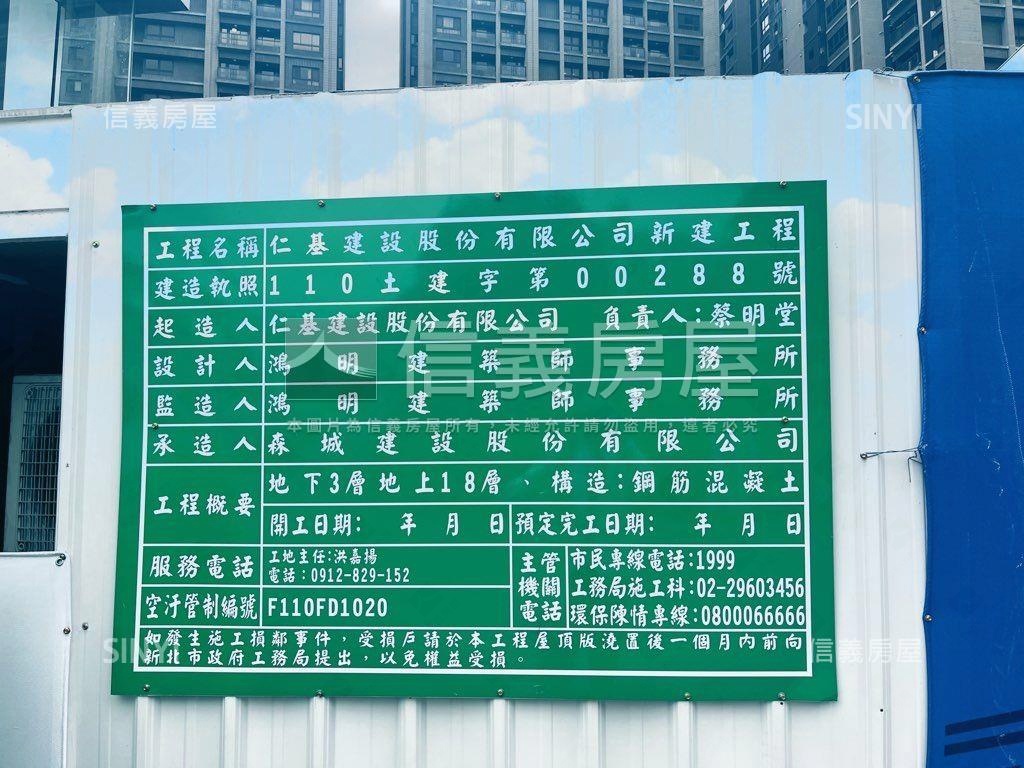 信義房屋
SINYI
工程名稱 仁基建設股份有限公司新建工程
建造執照 110土建字第00288號
起造人 仁基建設股份有限公司 負責人:蔡明堂
設計人 鴻明建築師事務所
信義房屋
監造人 鴻明建築師事務所
本圖片為信義房屋所有,未經允許請勿盜用,違者必究
承造人 森城建設股份有限公司
工程概要 地下3層地上18層、構造:鋼筋混凝土
開工日期: 年 月 日 預定完工日期: 年 月 日
服務電話 工地主任:洪嘉揚
電話:0912-829-152
空汙管制編號 F110FD1020
主管機關電話 市民專線電話:1999
工務局施工科:02-29603456
環保陳情專線:0800066666
如發生施工損鄰事件,受損戶請於本工程屋頂版澆置後一個月內前向
新北市政府工務局提出,以免權益受損。
SINYI
信義房屋